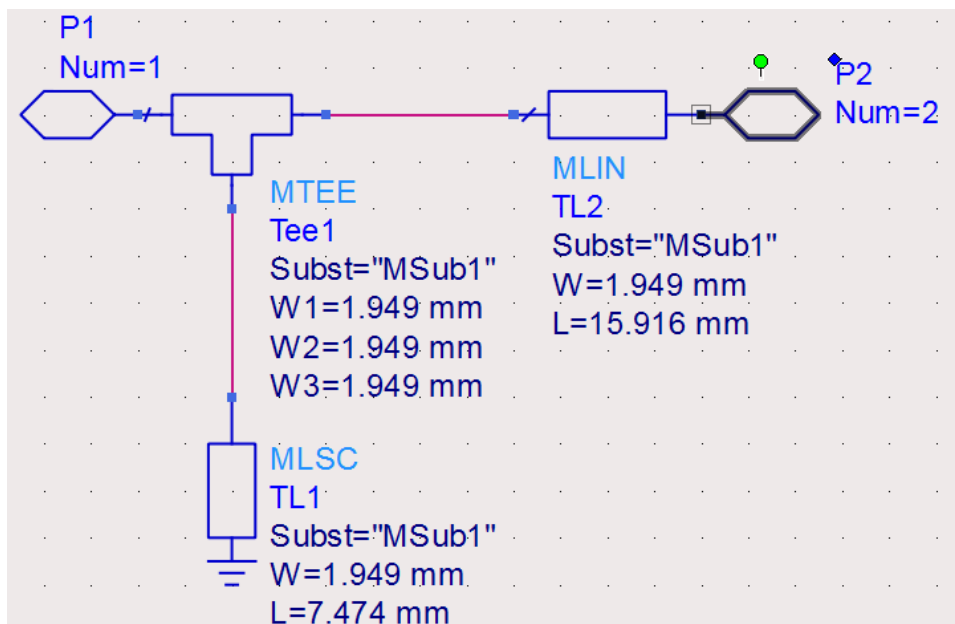 P1
Num=1
P2
Num=2
MTEE
Tee1
Subst="MSub1"
W1=1.949 mm
W2=1.949 mm
W3=1.949 mm
MLIN
TL2
Subst="MSub1"
W=1.949 mm
L=15.916 mm
MLSC
TL1
Subst="MSub1"
W=1.949 mm
L=7.474 mm